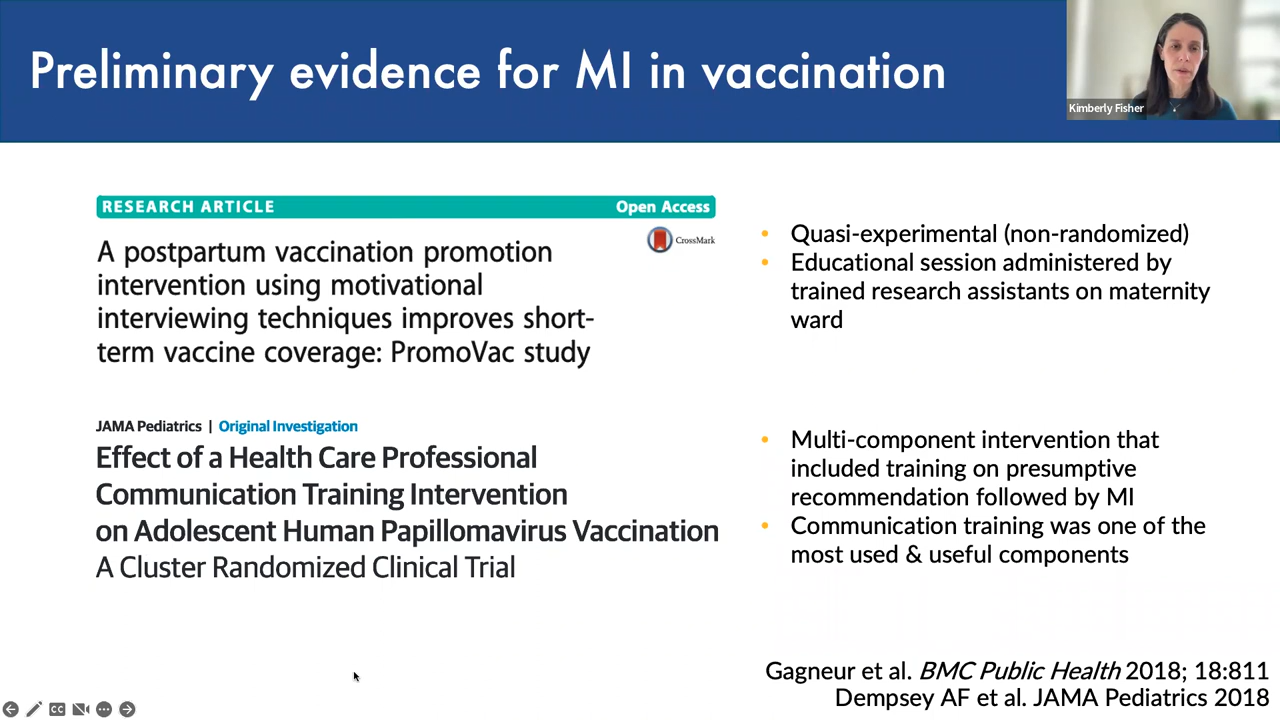 Preliminary evidence for MI in vaccination
Kimberly Fisher
RESEARCH ARTICLE Open Access
CrossMark
A postpartum vaccination promotion
intervention using motivational
interviewing techniques improves short-
term vaccine coverage: PromoVac study
• Quasi-experimental (non-randomized)
• Educational session administered by
trained research assistants on maternity
ward
JAMA Pediatrics | Original Investigation
Effect of a Health Care Professional
Communication Training Intervention
on Adolescent Human Papillomavirus Vaccination
A Cluster Randomized Clinical Trial
• Multi-component intervention that
included training on presumptive
recommendation followed by MI
• Communication training was one of the
most used & useful components
Gagneur et al. BMC Public Health 2018; 18:811
Dempsey AF et al. JAMA Pediatrics 2018
CC